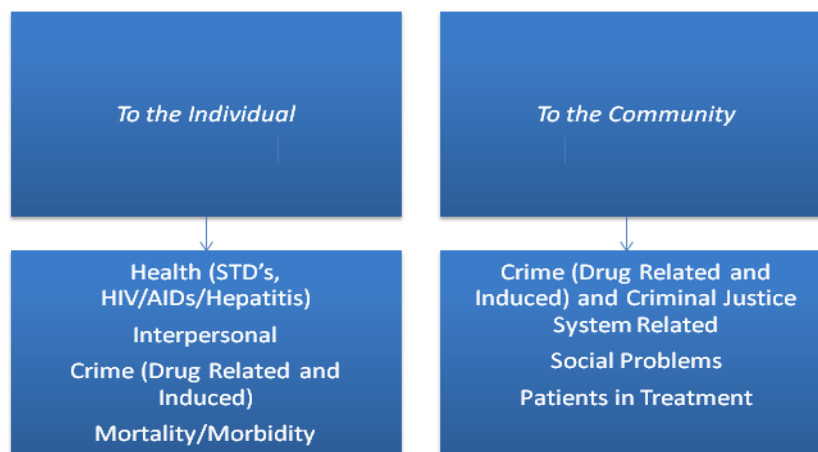 To the Individual
To the Community
Health (STD's,
HIV/AIDs/Hepatitis)
Interpersonal
Crime (Drug Related and
Induced)
Mortality/Morbidity
Crime (Drug Related and
Induced) and Criminal Justice
System Related
Social Problems
Patients in Treatment